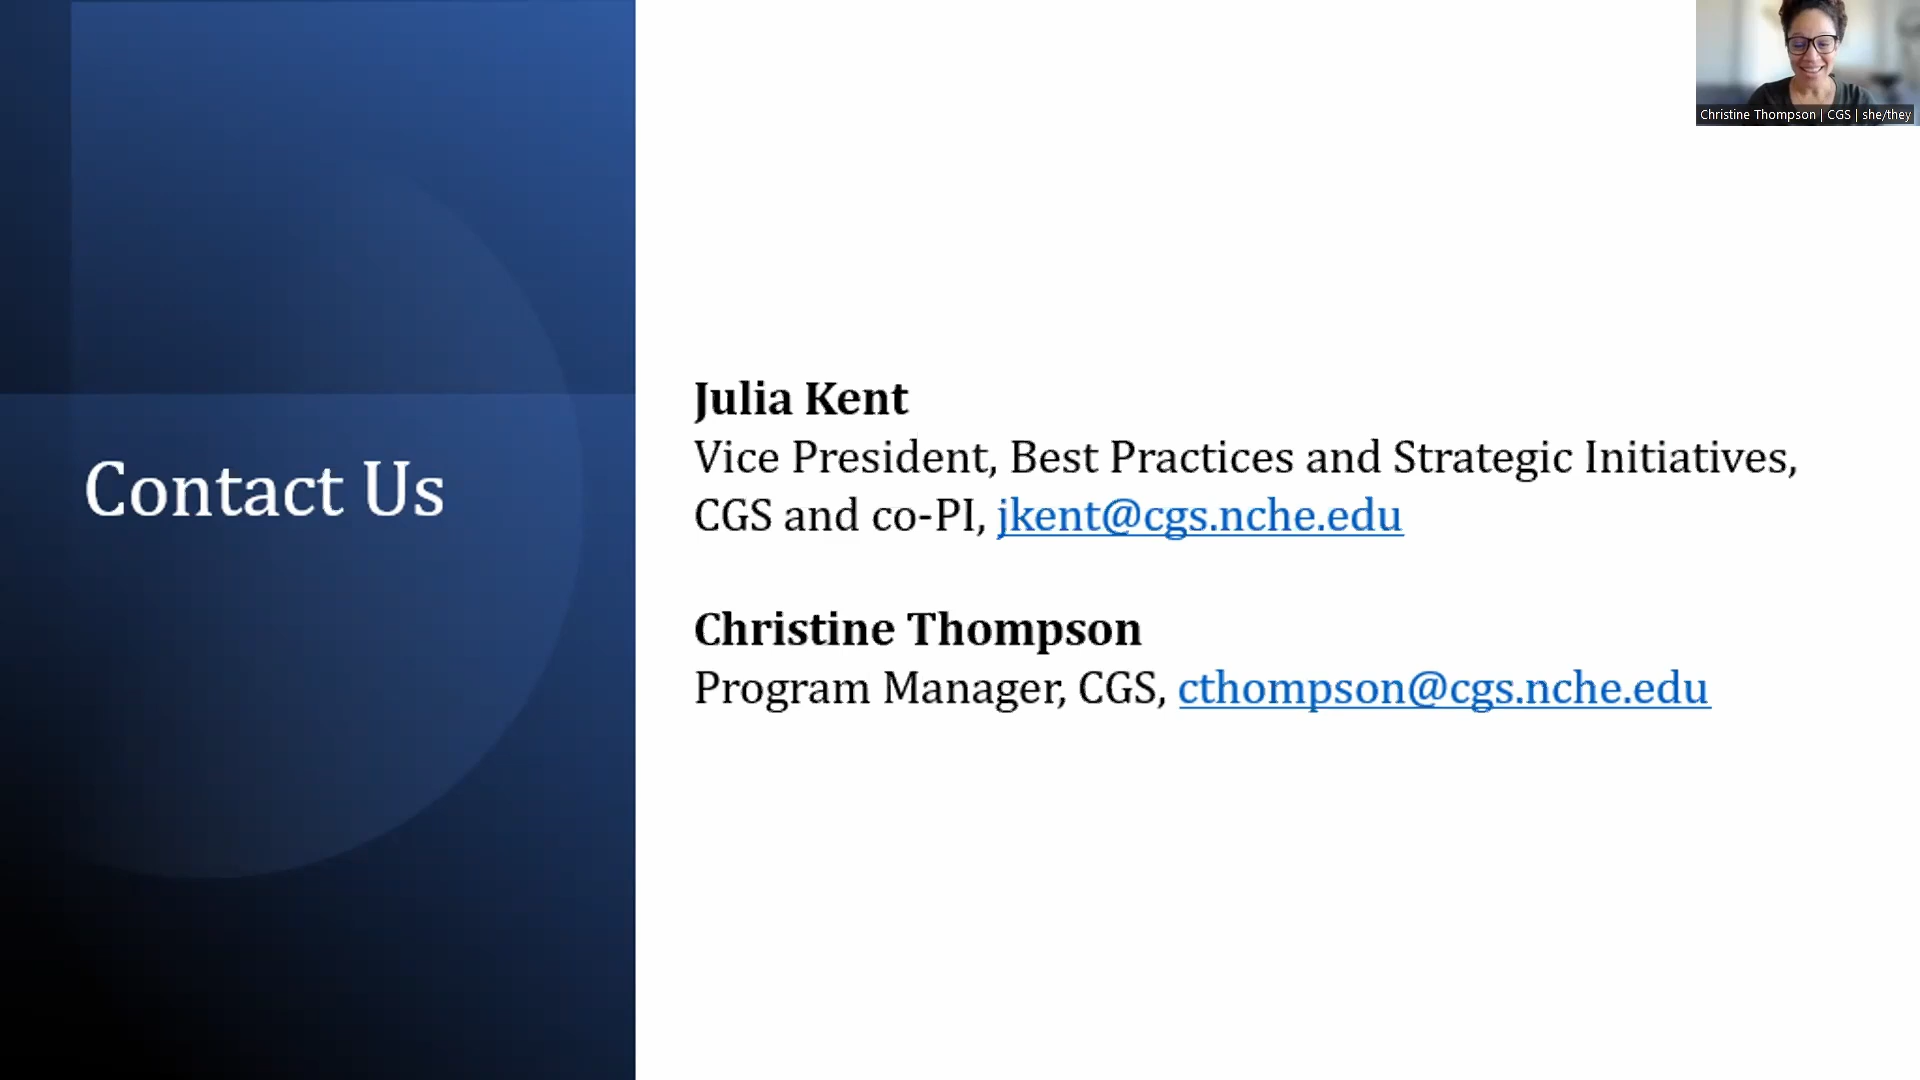 Christine Thompson | CGS | she/they
Contact Us
Julia Kent
Vice President, Best Practices and Strategic Initiatives,
CGS and co-PI, jkent@cgs.nche.edu
Christine Thompson
Program Manager, CGS, cthompson@cgs.nche.edu